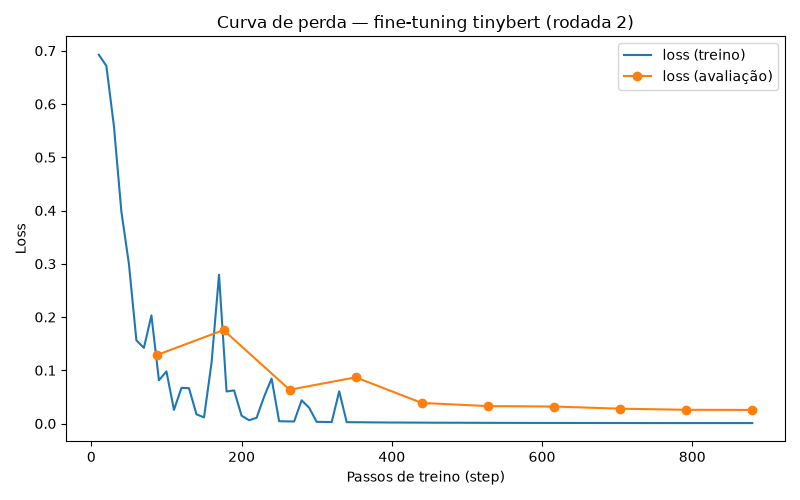 Curva de perda — fine-tuning tinybert (rodada 2)
loss (treino)
loss (avaliação)
Loss
0.7
0.6
0.5
0.4
0.3
0.2
0.1
0.0
0 200 400 600 800
Passos de treino (step)